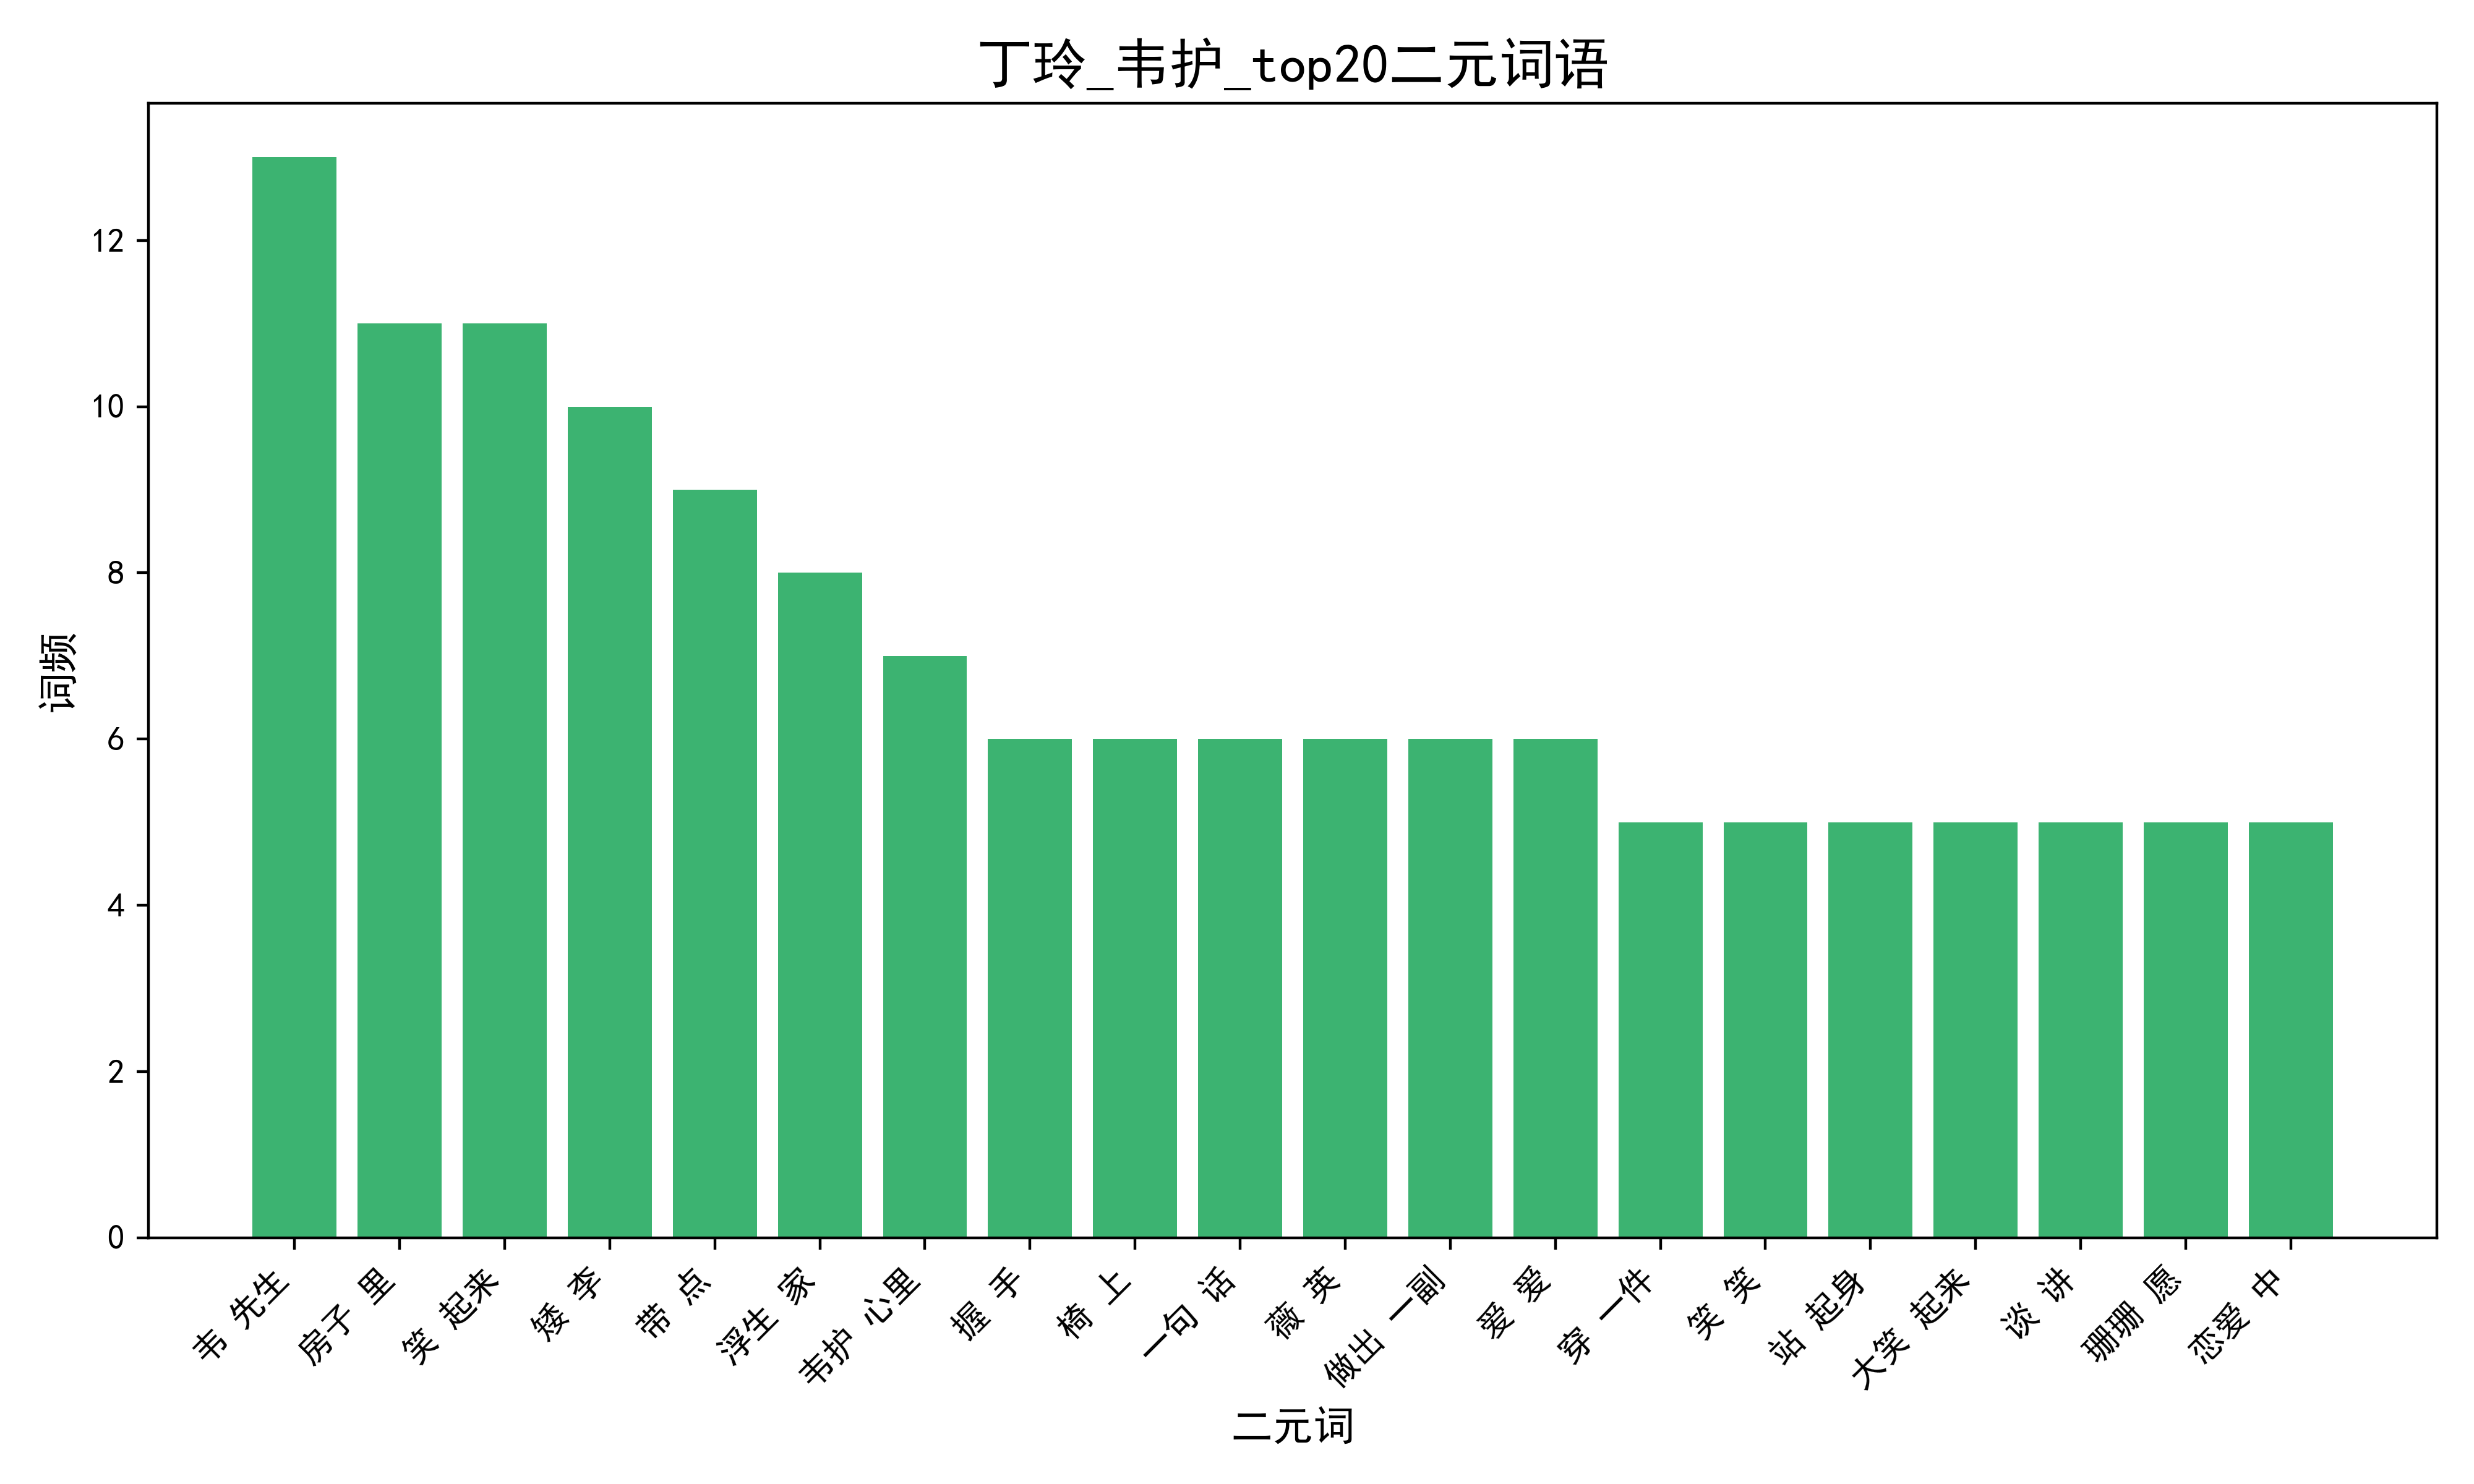 丁玲_韦护_top20二元词语
词频
12
10
8
6
4
2
0
韦 先生
房子 里
笑 起来
矮 李
带 点
浮生 家
韦护 心里
握 手
椅 上
一句 话
薇 英
做出 一副
爱 爱
穿 一件
笑 笑
站 起身
大笑 起来
谈 讲
珊珊 愿
恋爱 中
二元词